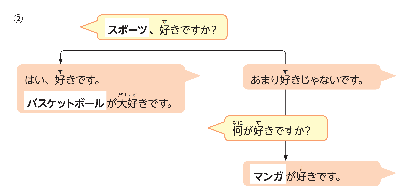 ③
スポーツ、好きですか?
はい、好きです。
バスケットボールが大好きです。
あまり好きじゃないです。
何が好きですか?
マンガが好きです。